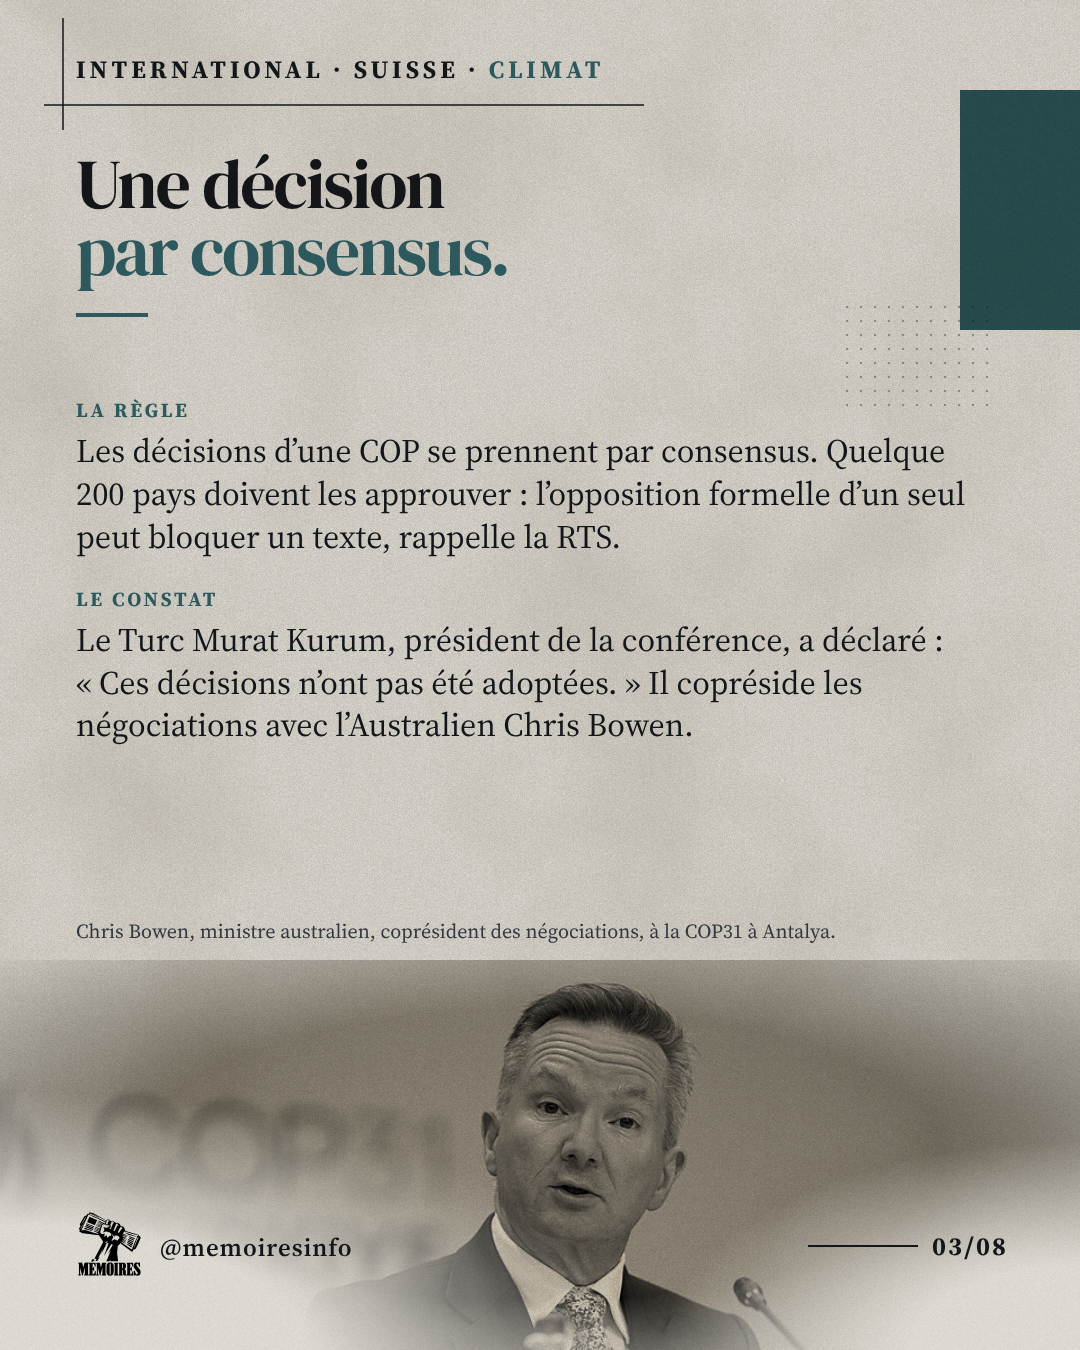 INTERNATIONAL · SUISSE · CLIMAT
Une décision
par consensus.
LA RÈGLE
Les décisions d’une COP se prennent par consensus. Quelque
200 pays doivent les approuver : l’opposition formelle d’un seul
peut bloquer un texte, rappelle la RTS.
LE CONSTAT
Le Turc Murat Kurum, président de la conférence, a déclaré :
« Ces décisions n’ont pas été adoptées. » Il copréside les
négociations avec l’Australien Chris Bowen.
Chris Bowen, ministre australien, coprésident des négociations, à la COP31 à Antalya.
COP31
MÉMOIRES
@memoiresinfo
03/08